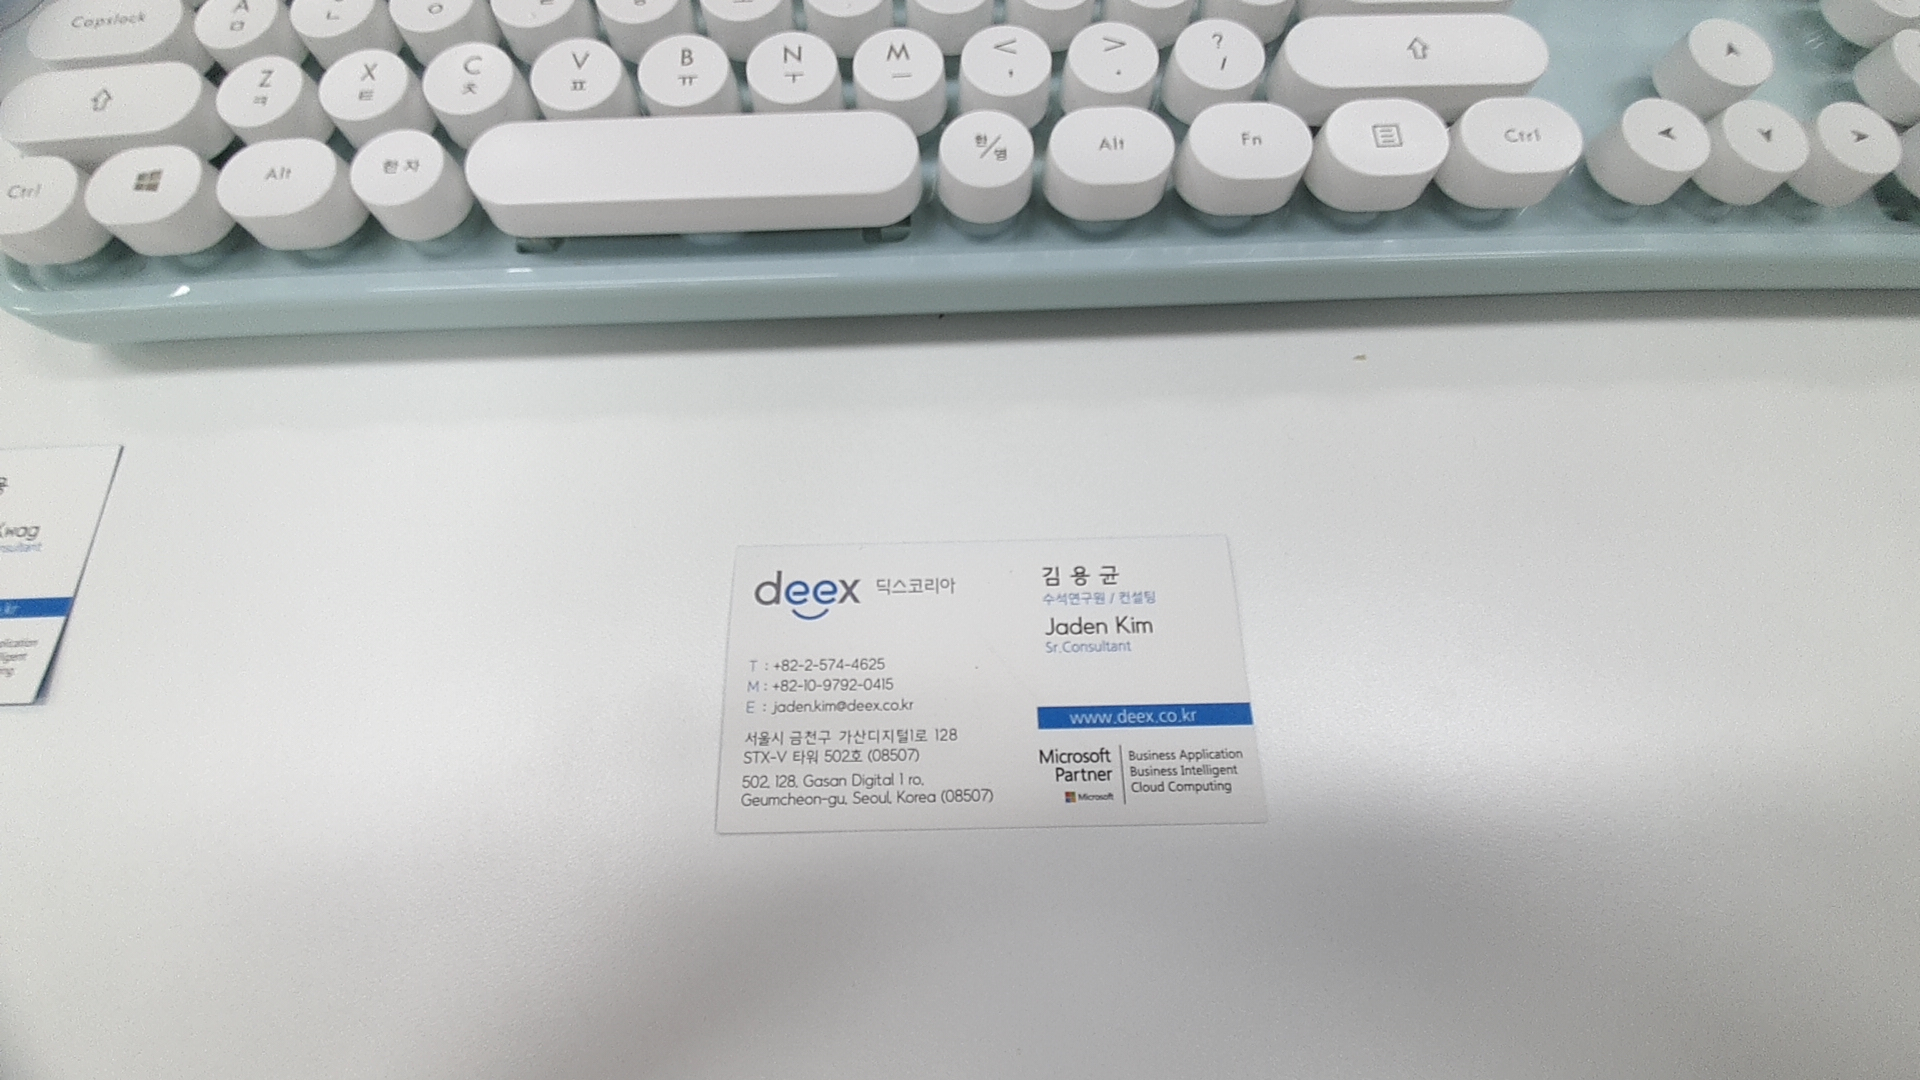 Capslock
A
ㅁ
Z
ㅋ
X
ㅌ
C
ㅊ
V
ㅍ
B
ㅠ
N
ㅜ
M
ㅡ
<
,
>
.
?
/
Ctrl
Alt
한자
한/영
Alt
Fn
Ctrl
Kwag
deex 딕스코리아
T : +82-2-574-4625
M : +82-10-9792-0415
E : jaden.kim@deex.co.kr
서울시 금천구 가산디지털1로 128
STX-V 타워 502호 (08507)
502, 128, Gasan Digital 1 ro,
Geumcheon-gu, Seoul, Korea (08507)
김용균
수석연구원 / 컨설팅
Jaden Kim
Sr.Consultant
www.deex.co.kr
Microsoft
Partner
Microsoft
Business Application
Business Intelligent
Cloud Computing